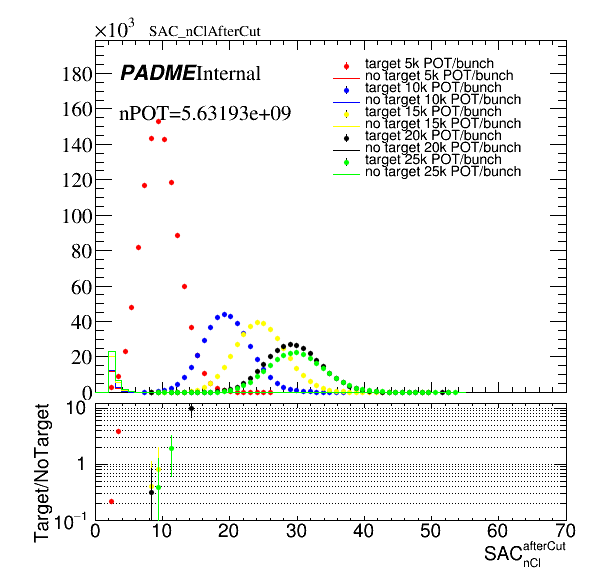 ×10³ SAC_nClAfterCut
PADME Internal
nPOT=5.63193e+09
target 5k POT/bunch
no target 5k POT/bunch
target 10k POT/bunch
no target 10k POT/bunch
target 15k POT/bunch
no target 15k POT/bunch
target 20k POT/bunch
no target 20k POT/bunch
target 25k POT/bunch
no target 25k POT/bunch
180
160
140
120
100
80
60
40
20
0
Target/NoTarget
10
1
10⁻¹
0 10 20 30 40 50 60 70
SAC nCl afterCut